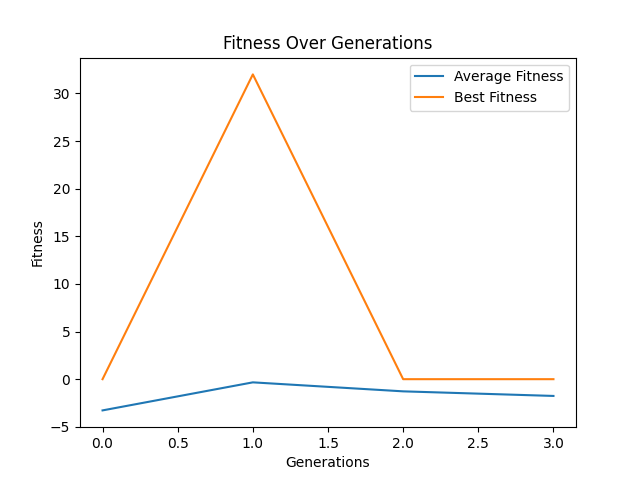 Fitness Over Generations
Average Fitness
Best Fitness
30
25
20
15
10
5
0
−5
Fitness
0.0 0.5 1.0 1.5 2.0 2.5 3.0
Generations